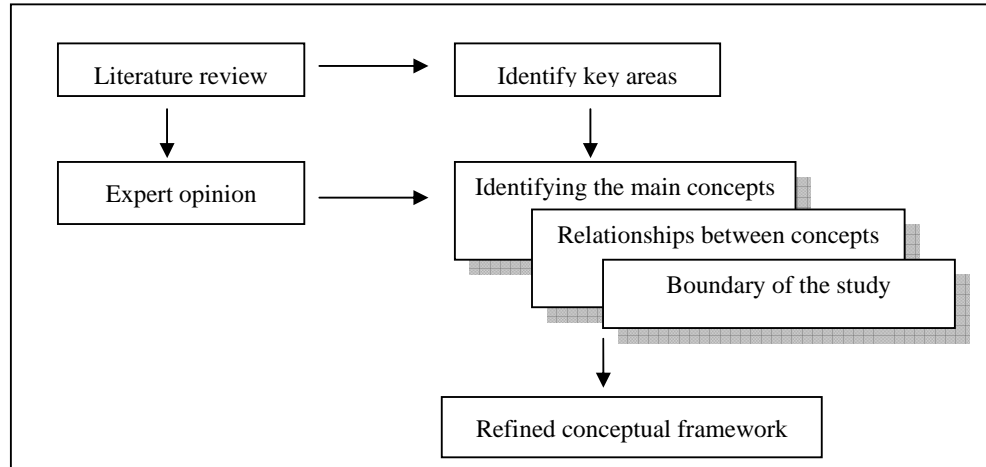 Literature review
Identify key areas
Expert opinion
Identifying the main concepts
Relationships between concepts
Boundary of the study
Refined conceptual framework